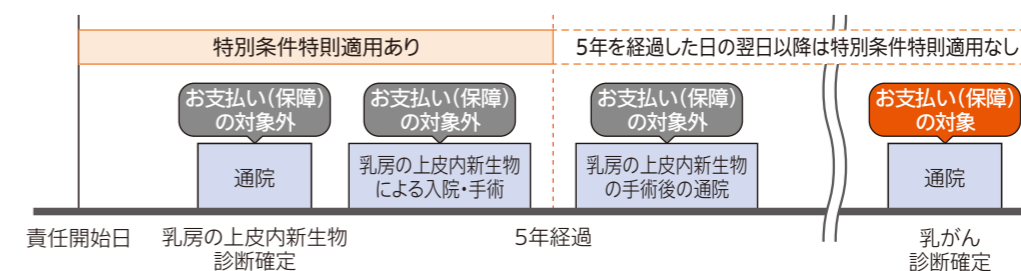 特別条件特則適用あり
5年を経過した日の翌日以降は特別条件特則適用なし
お支払い(保障)
の対象外
お支払い(保障)
の対象外
お支払い(保障)
の対象外
お支払い(保障)
の対象
通院
乳房の上皮内新生物
による入院・手術
乳房の上皮内新生物
の手術後の通院
通院
責任開始日
乳房の上皮内新生物
診断確定
5年経過
乳がん
診断確定